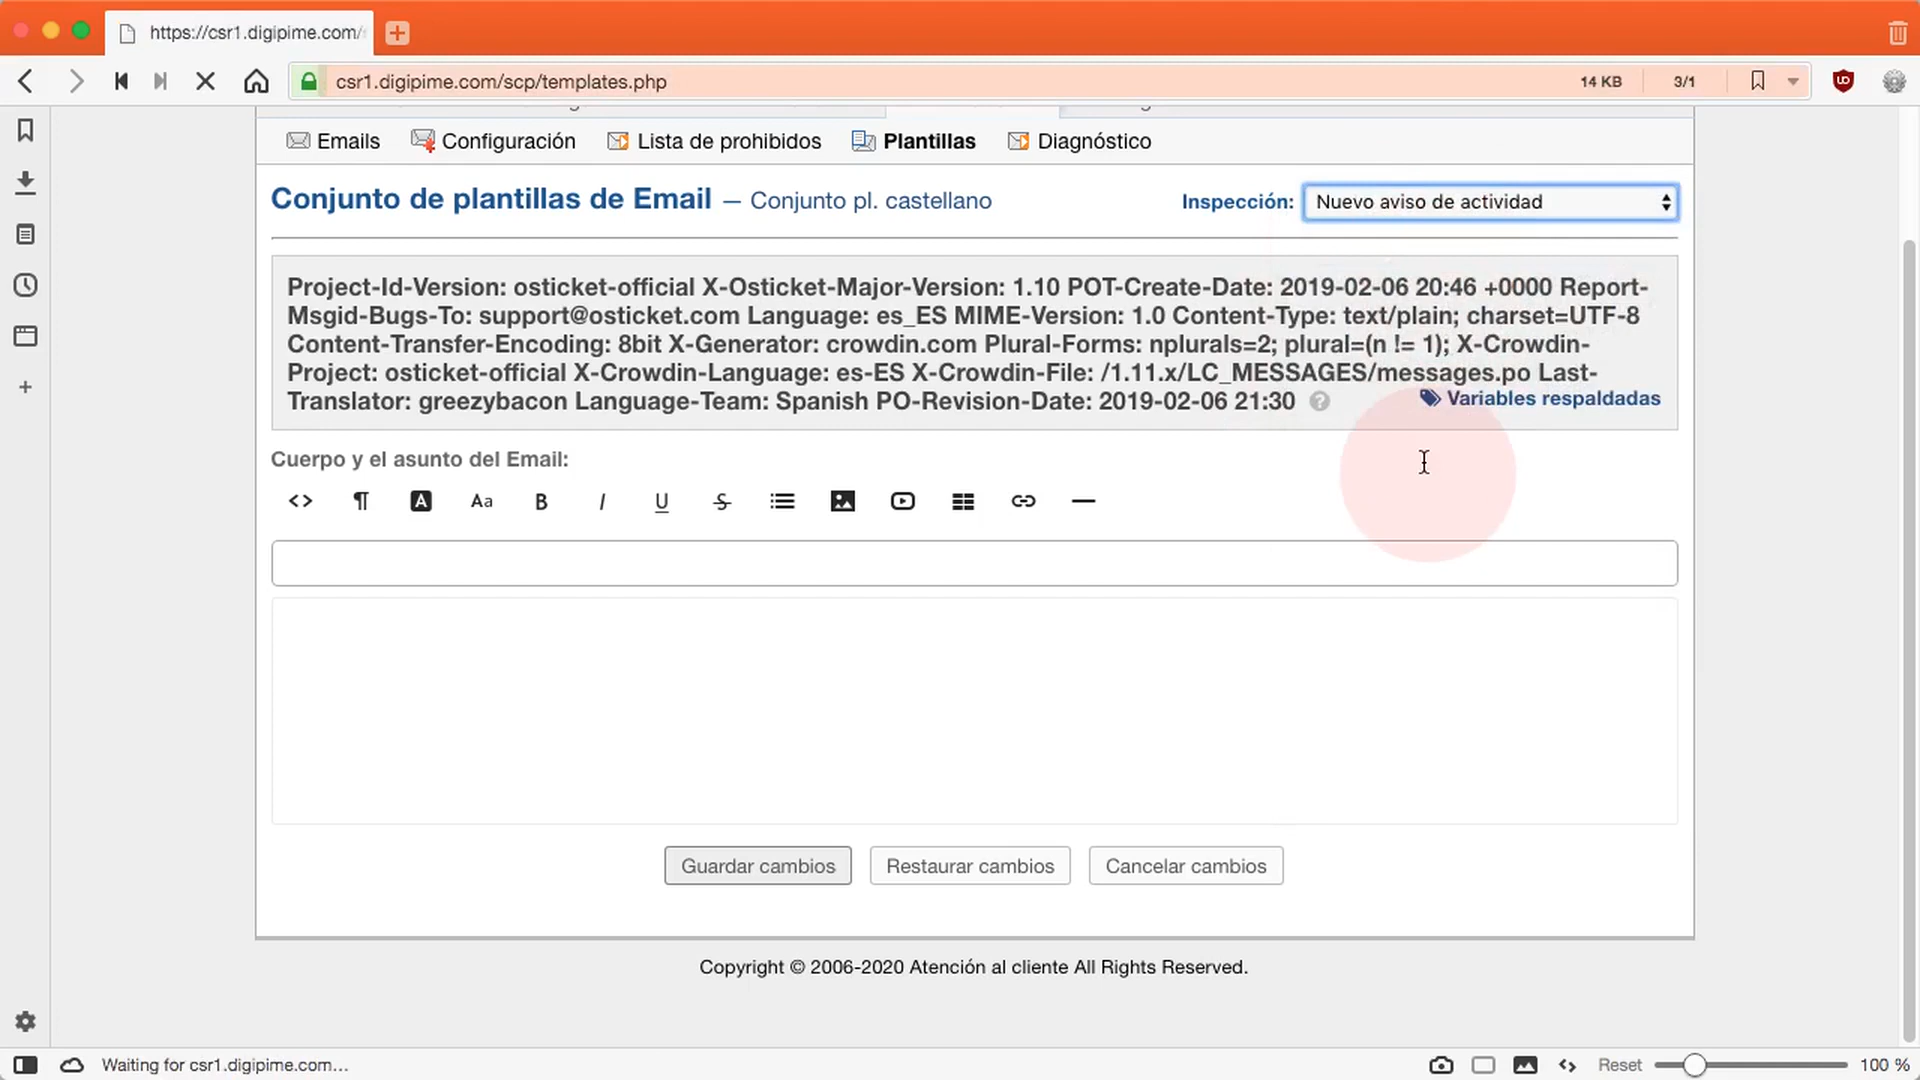 https://csr1.digipime.com/
csr1.digipime.com/scp/templates.php
14 KB
3/1
Emails
Configuración
Lista de prohibidos
Plantillas
Diagnóstico
Conjunto de plantillas de Email — Conjunto pl. castellano
Inspección:
Nuevo aviso de actividad
Project-Id-Version: osticket-official X-Osticket-Major-Version: 1.10 POT-Create-Date: 2019-02-06 20:46 +0000 Report-
Msgid-Bugs-To: support@osticket.com Language: es_ES MIME-Version: 1.0 Content-Type: text/plain; charset=UTF-8
Content-Transfer-Encoding: 8bit X-Generator: crowdin.com Plural-Forms: nplurals=2; plural=(n != 1); X-Crowdin-
Project: osticket-official X-Crowdin-Language: es-ES X-Crowdin-File: /1.11.x/LC_MESSAGES/messages.po Last-
Translator: greezybacon Language-Team: Spanish PO-Revision-Date: 2019-02-06 21:30
Variables respaldadas
Cuerpo y el asunto del Email:
Guardar cambios
Restaurar cambios
Cancelar cambios
Copyright © 2006-2020 Atención al cliente All Rights Reserved.
Waiting for csr1.digipime.com...
Reset
100 %